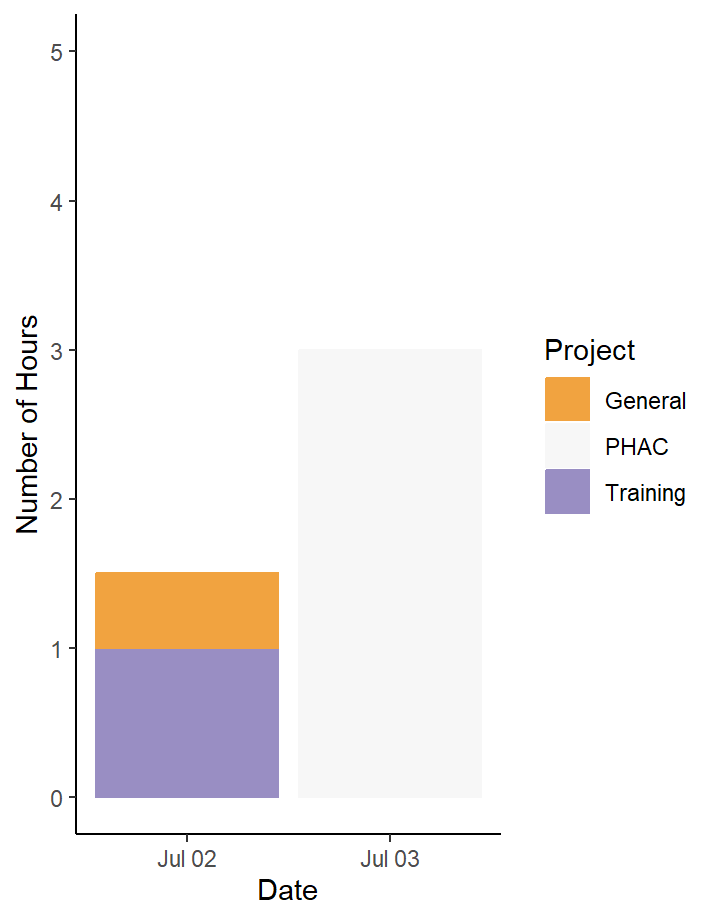 5
4
3
2
1
0
Number of Hours
Jul 02
Jul 03
Date
Project
General
PHAC
Training